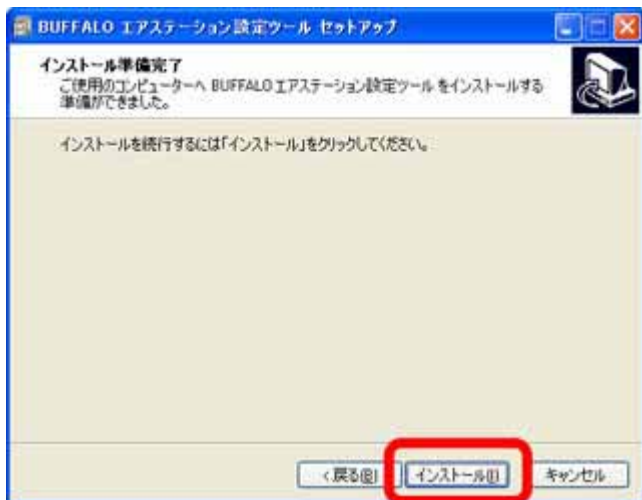 BUFFALO エアステーション設定ツール セットアップ
インストール準備完了
ご使用のコンピューターへ BUFFALO エアステーション設定ツール をインストールする
準備ができました。
インストールを続行するには「インストール」をクリックしてください。
< 戻る(B) インストール(I) キャンセル